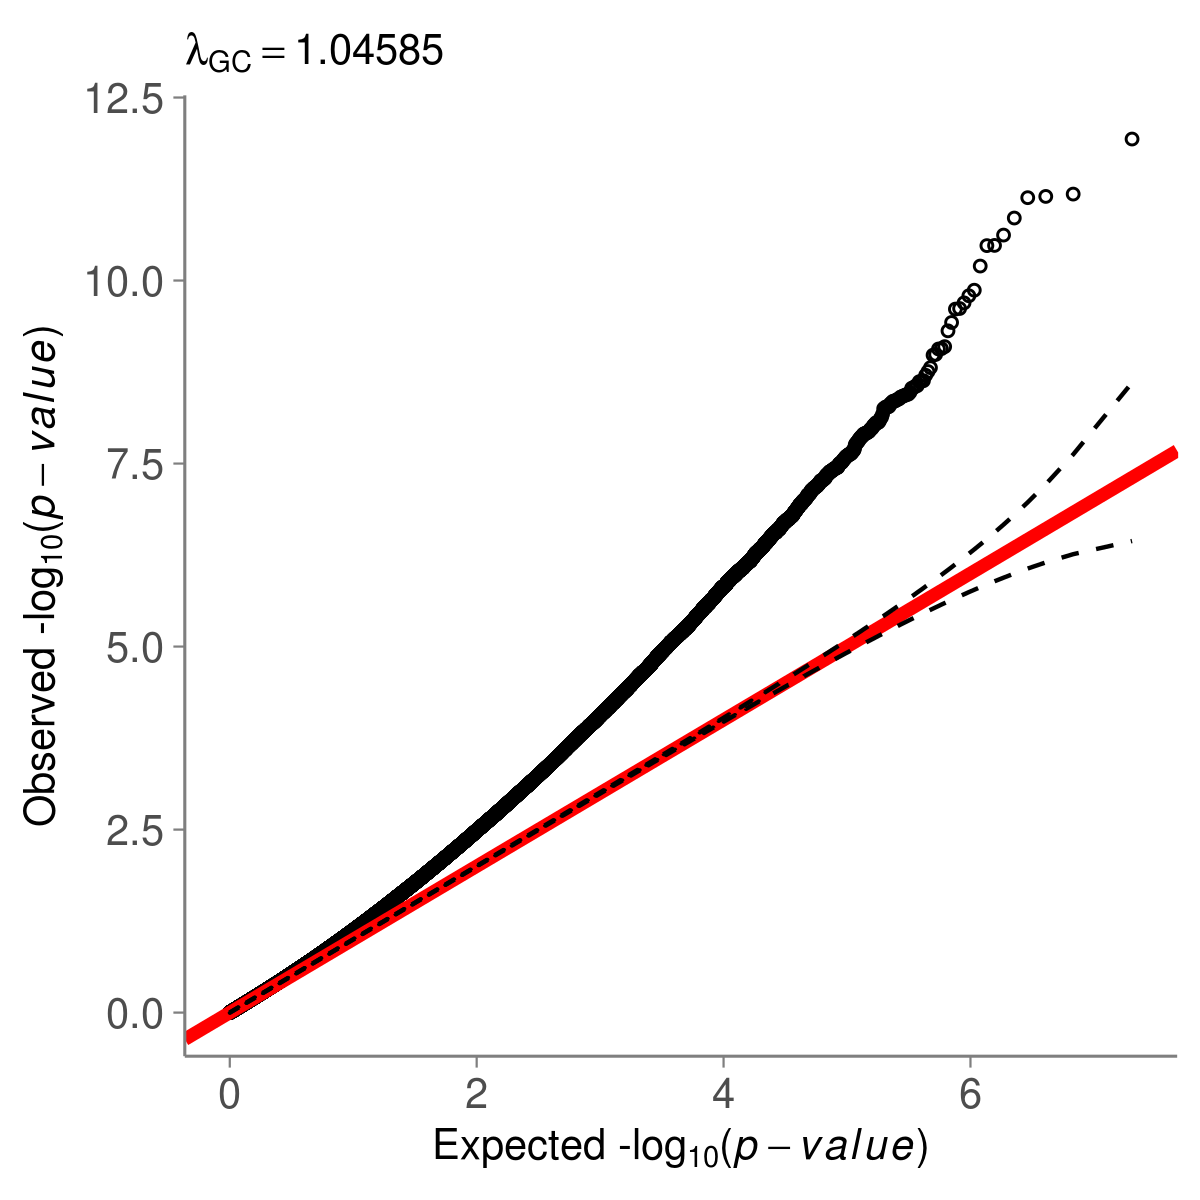 λGC = 1.04585
12.5
10.0
7.5
5.0
2.5
0.0
Observed -log10(p − value)
0 2 4 6
Expected -log10(p − value)